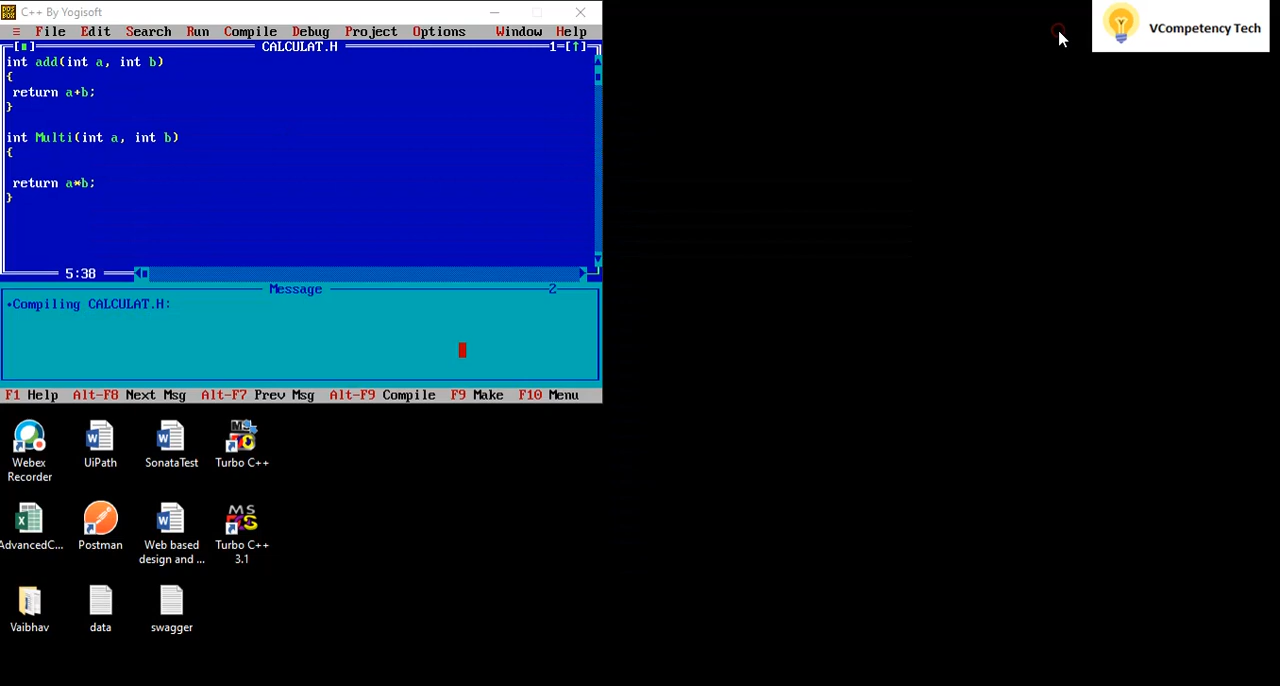 C++ By Yogisoft
≡ File Edit Search Run Compile Debug Project Options Window Help
[■] CALCULAT.H 1=[↑]
int add(int a, int b)
{
return a+b;
}
int Multi(int a, int b)
{
return a*b;
}
5:38
Message 2
•Compiling CALCULAT.H:
F1 Help Alt-F8 Next Msg Alt-F7 Prev Msg Alt-F9 Compile F9 Make F10 Menu
VCompetency Tech
Webex Recorder
UiPath
SonataTest
Turbo C++
AdvancedC...
Postman
Web based design and ...
Turbo C++ 3.1
Vaibhav
data
swagger